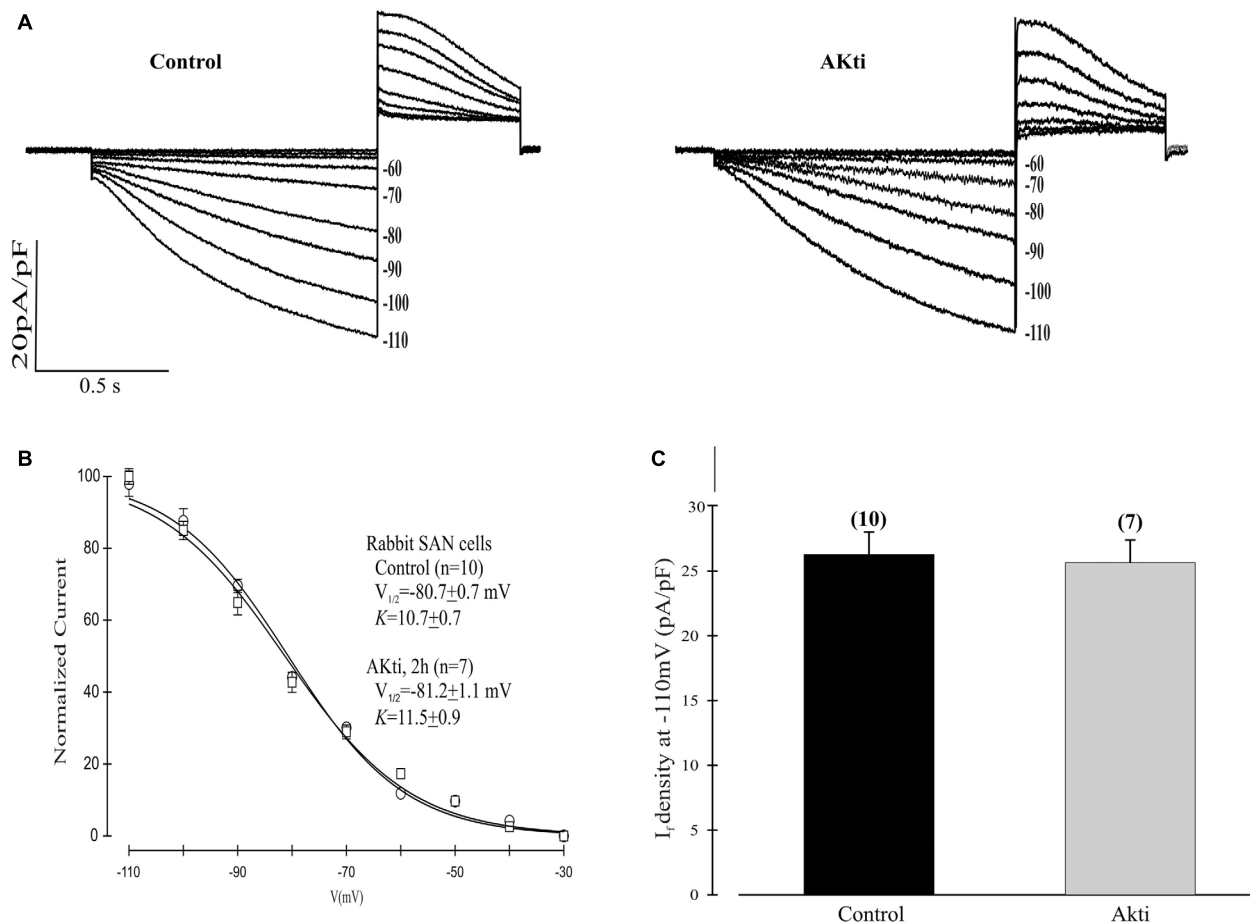 A
Control
AKti
-60
-70
-80
-90
-100
-110
-60
-70
-80
-90
-100
-110
20pA/pF
0.5 s
B
100
80
60
40
20
0
Normalized Current
-110
-90
-70
-50
-30
V(mV)
Rabbit SAN cells
Control (n=10)
V1/2=-80.7±0.7 mV
K=10.7±0.7
AKti, 2h (n=7)
V1/2=-81.2±1.1 mV
K=11.5±0.9
C
If density at -110mV (pA/pF)
30
25
20
15
10
5
0
(10)
(7)
Control
Akti